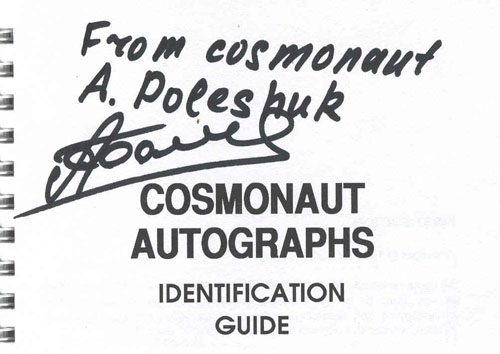 From cosmonaut
A. Poleshuk
COSMONAUT
AUTOGRAPHS
IDENTIFICATION
GUIDE